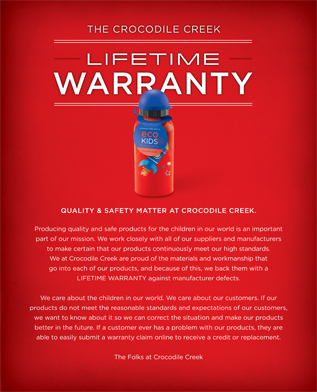 THE CROCODILE CREEK
LIFETIME
WARRANTY
eco
KIDS
QUALITY & SAFETY MATTER AT CROCODILE CREEK.
Producing quality and safe products for the children in our world is an important
part of our mission. We work closely with all of our suppliers and manufacturers
to make certain that our products continuously meet our high standards.
We at Crocodile Creek are proud of the materials and workmanship that
go into each of our products, and because of this, we back them with a
LIFETIME WARRANTY against manufacturer defects.
We care about the children in our world. We care about our customers. If our
products do not meet the reasonable standards and expectations of our customers,
we want to know about it so we can correct the situation and make our products
better in the future. If a customer ever has a problem with our products, they are
able to easily submit a warranty claim online to receive a credit or replacement.
The Folks at Crocodile Creek